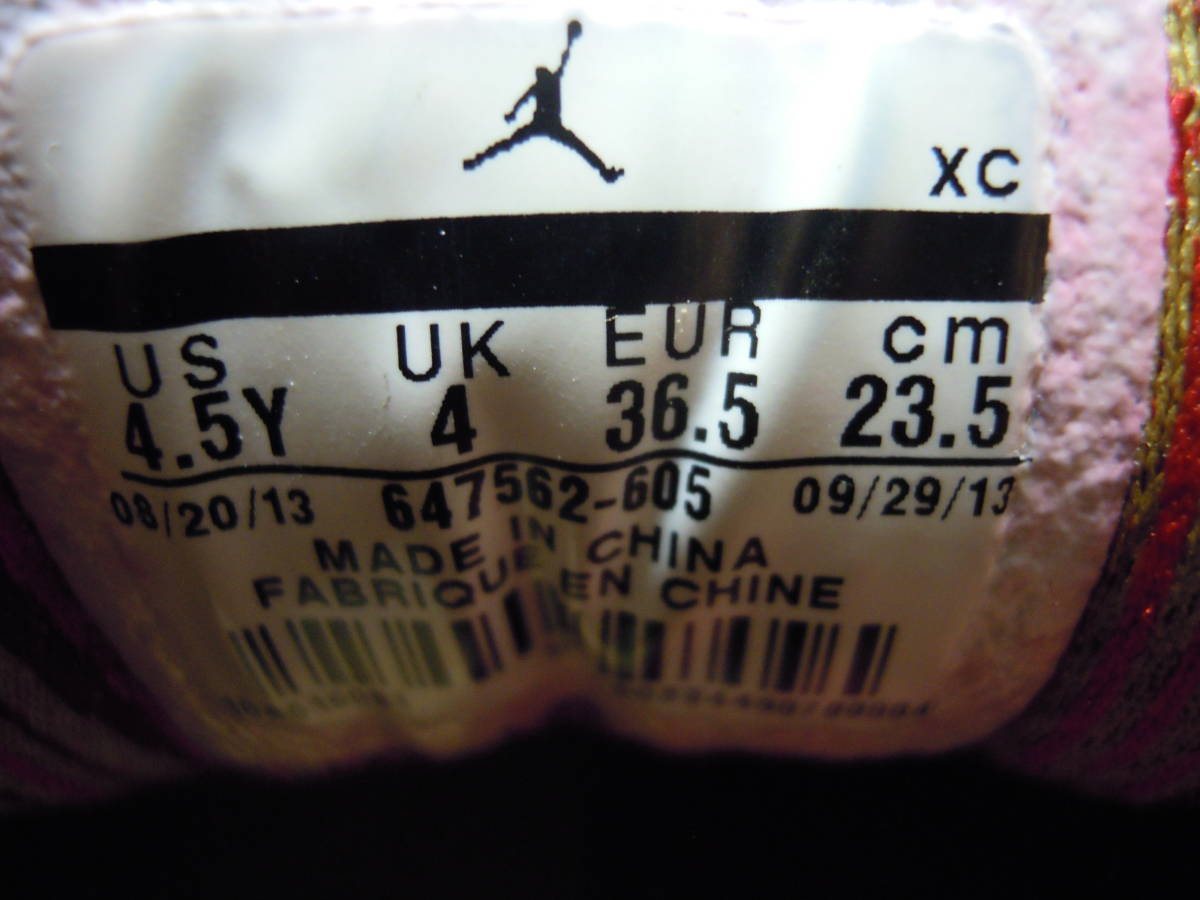 XC
US UK EUR cm
4.5Y 4 36.5 23.5
08/20/13 647562-605 09/29/13
MADE IN CHINA
FABRIQUE EN CHINE